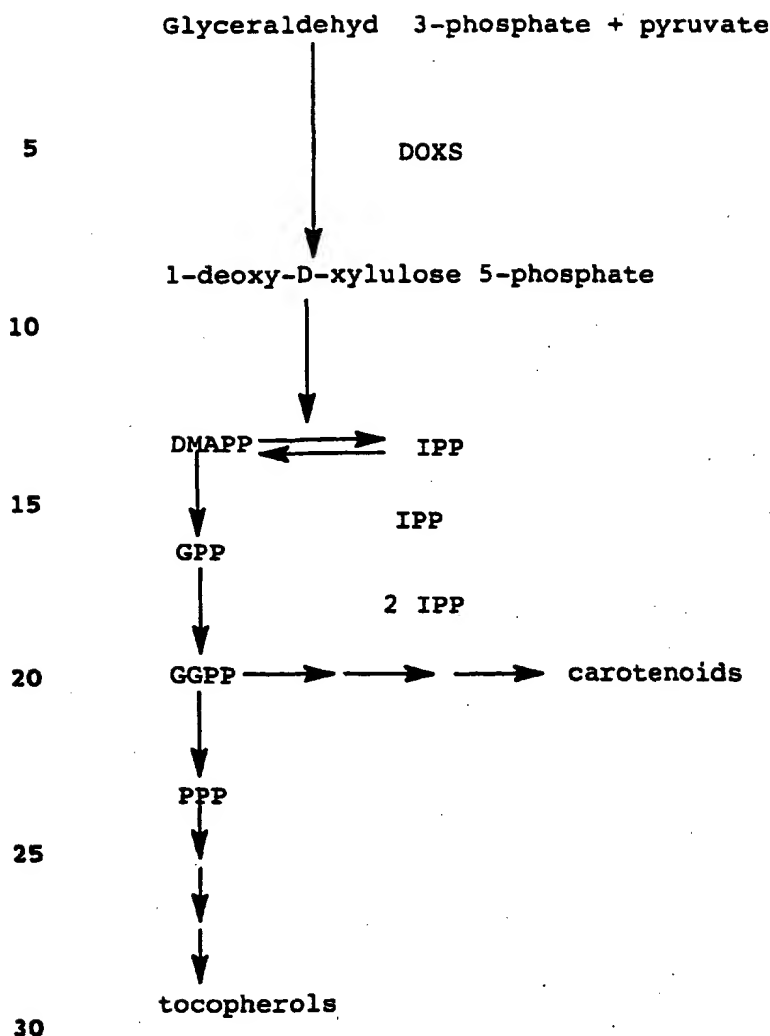 Glyceraldehyd 3-phosphate + pyruvate
5 DOXS
1-deoxy-D-xylulose 5-phosphate
10
DMAPP IPP
15 IPP
GPP
2 IPP
20 GGPP carotenoids
PPP
25
tocopherols
30